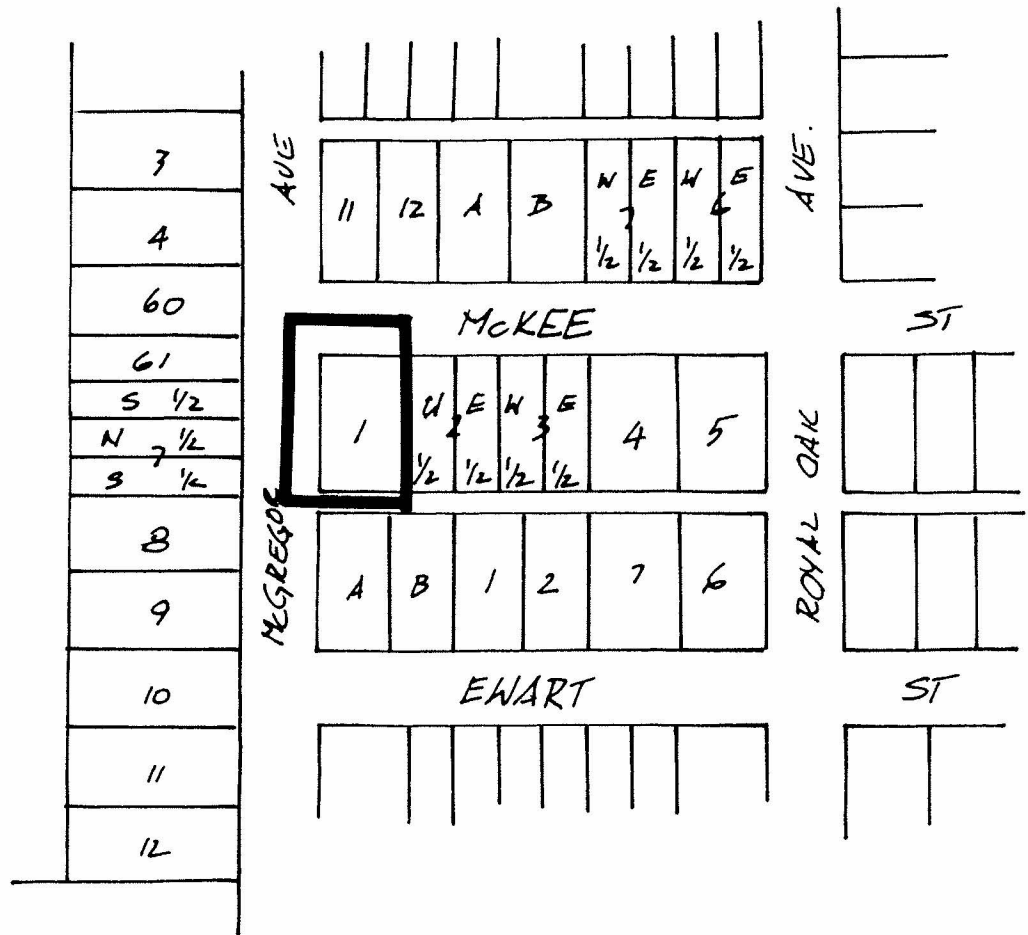 3
4
60
61
S 1/2
N 1/2
7
S 1/2
8
9
10
11
12
AVE
McGREGOR
11 12 A B W E W E
7 6
1/2 1/2 1/2 1/2
AVE.
McKEE ST
1 W E W E 4 5
2 3
1/2 1/2 1/2 1/2
ROYAL OAK
A B 1 2 7 6
EWART ST